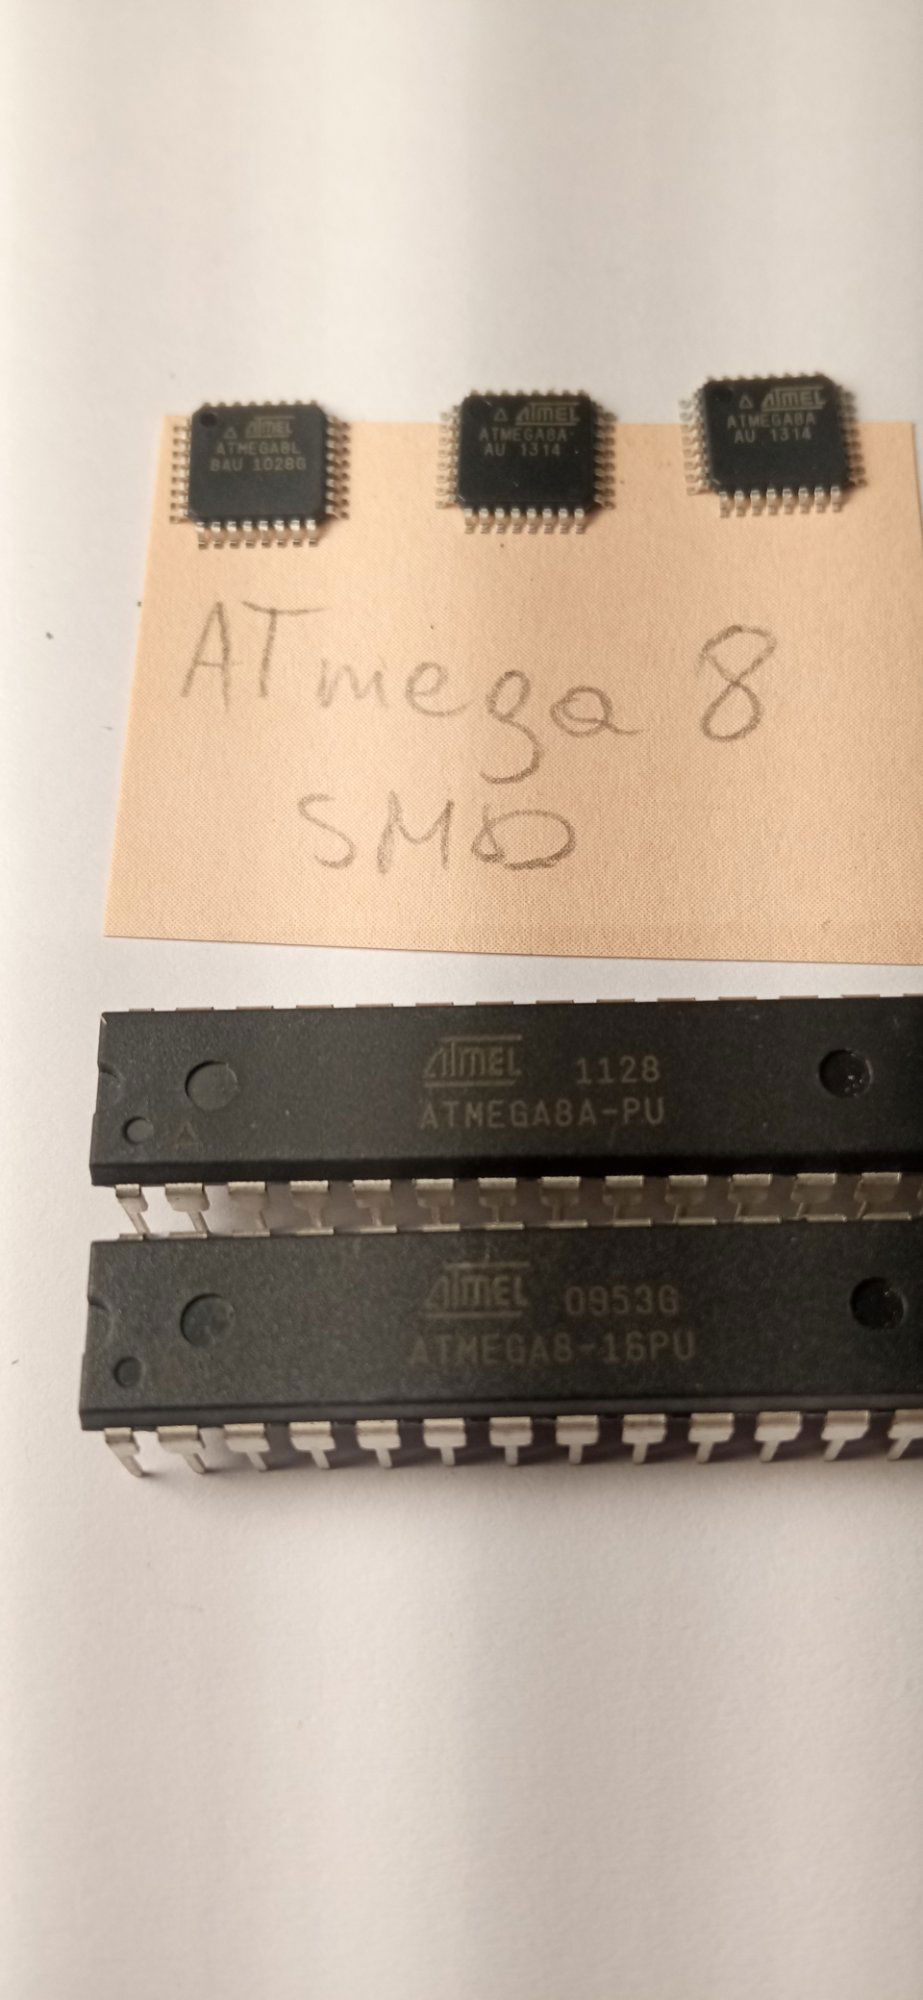 ATMEL
ATMEGA8L
8AU 1028G
ATMEL
ATMEGA8A
AU 1314
ATMEL
ATMEGA8A
AU 1314
ATmega 8
SMD
ATMEL 1128
ATMEGA8A-PU
ATMEL 0953G
ATMEGA8-16PU